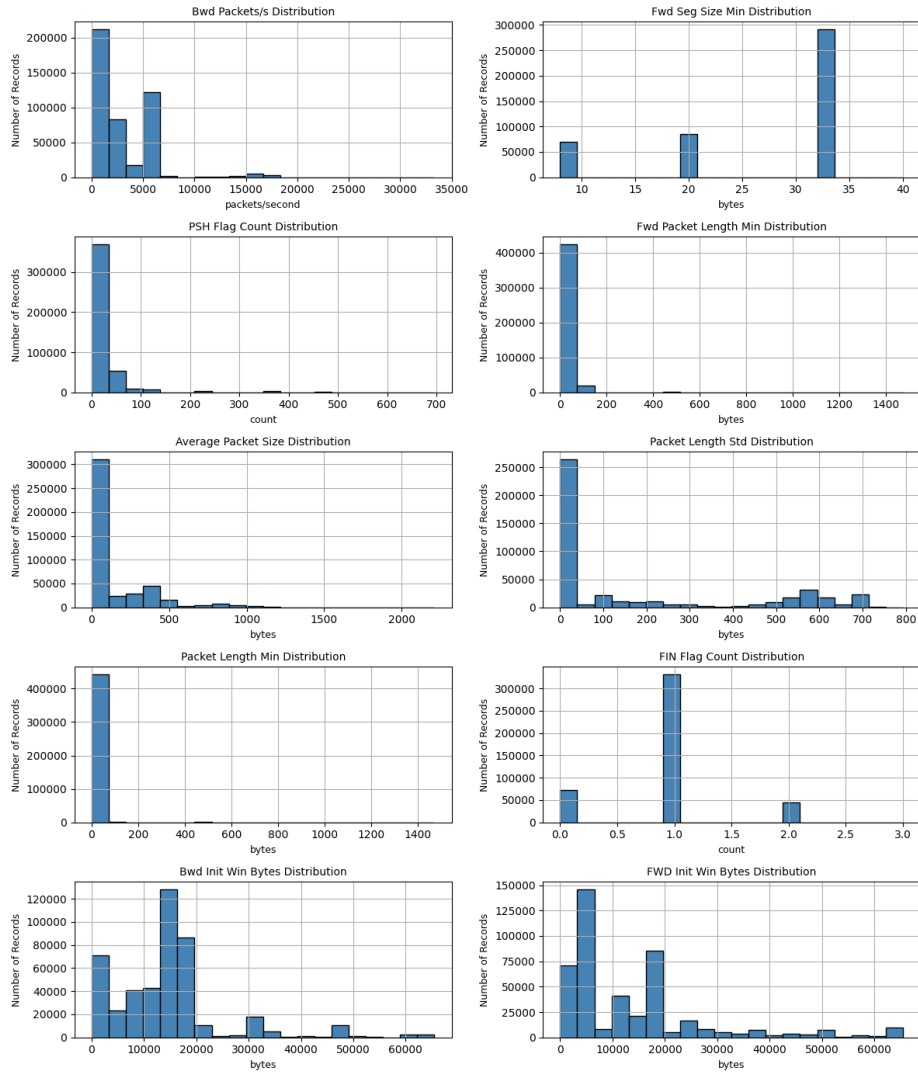 Bwd Packets/s Distribution
Number of Records
200000
150000
100000
50000
0
0 5000 10000 15000 20000 25000 30000 35000
packets/second
Fwd Seg Size Min Distribution
Number of Records
300000
250000
200000
150000
100000
50000
0
10 15 20 25 30 35 40
bytes
PSH Flag Count Distribution
Number of Records
300000
200000
100000
0
0 100 200 300 400 500 600 700
count
Fwd Packet Length Min Distribution
Number of Records
400000
300000
200000
100000
0
0 200 400 600 800 1000 1200 1400
bytes
Average Packet Size Distribution
Number of Records
300000
250000
200000
150000
100000
50000
0
0 500 1000 1500 2000
bytes
Packet Length Std Distribution
Number of Records
250000
200000
150000
100000
50000
0
0 100 200 300 400 500 600 700 800
bytes
Packet Length Min Distribution
Number of Records
400000
300000
200000
100000
0
0 200 400 600 800 1000 1200 1400
bytes
FIN Flag Count Distribution
Number of Records
300000
250000
200000
150000
100000
50000
0
0.0 0.5 1.0 1.5 2.0 2.5 3.0
count
Bwd Init Win Bytes Distribution
Number of Records
120000
100000
80000
60000
40000
20000
0
0 10000 20000 30000 40000 50000 60000
bytes
FWD Init Win Bytes Distribution
Number of Records
150000
125000
100000
75000
50000
25000
0
0 10000 20000 30000 40000 50000 60000
bytes